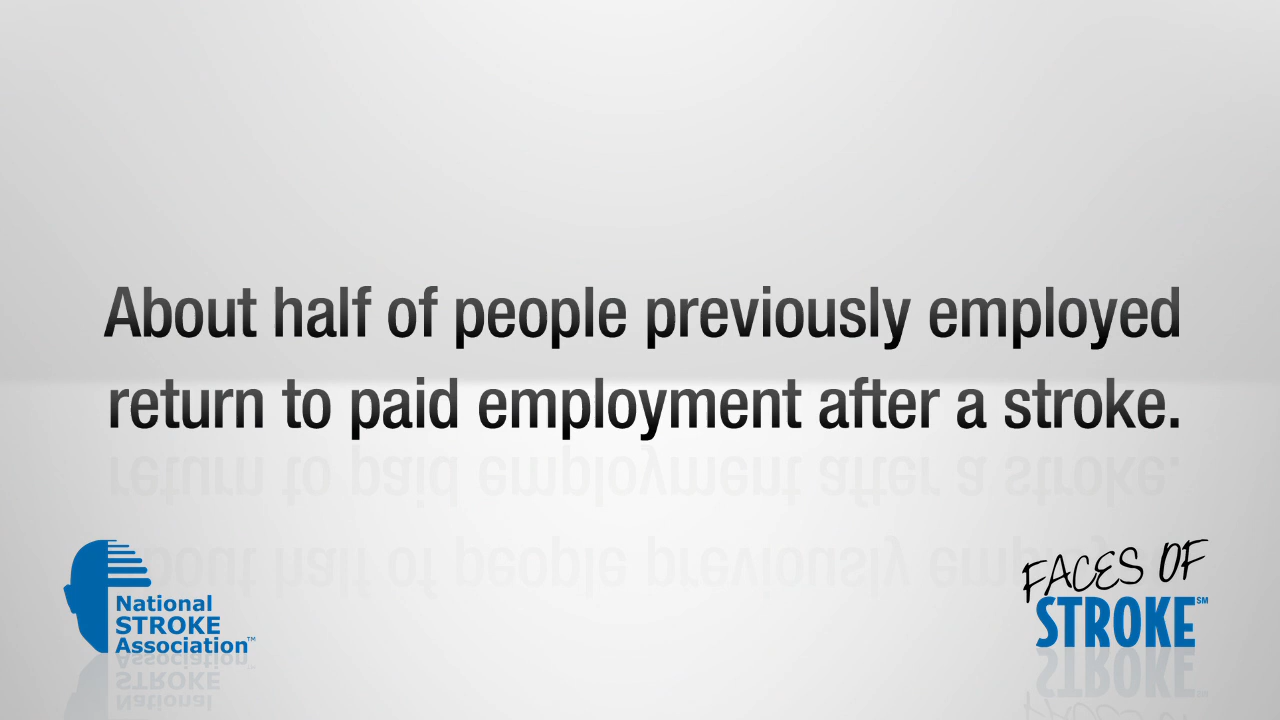 About half of people previously employed
return to paid employment after a stroke.
National
STROKE
Association™
FACES OF
STROKE℠